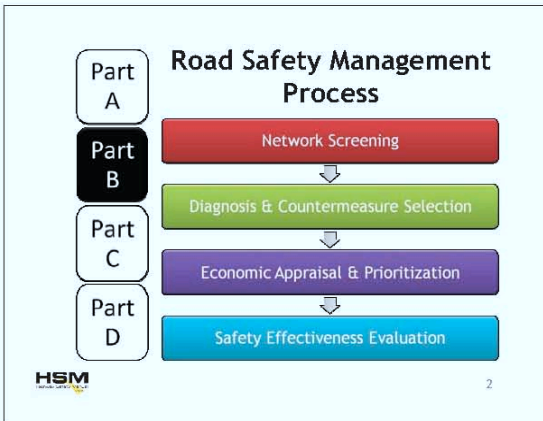 Road Safety Management
Process
Part
A
Part
B
Part
C
Part
D
Network Screening
Diagnosis & Countermeasure Selection
Economic Appraisal & Prioritization
Safety Effectiveness Evaluation
HSM
2